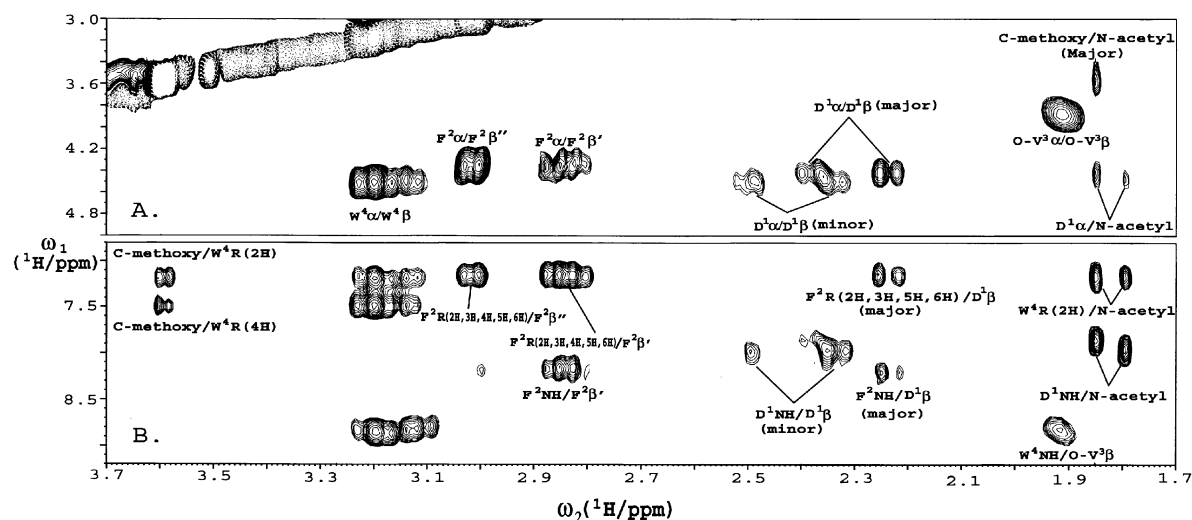 3.0
C-methoxy/N-acetyl
(Major)
3.6
D¹α/D¹β(major)
F²α/F²β''
F²α/F²β'
O-V³α/O-V³β
4.2
W⁴α/W⁴β
D¹α/D¹β(minor)
D¹α/N-acetyl
4.8
A.
ω₁
(¹H/ppm)
C-methoxy/W⁴R(2H)
7.5
F²R(2H,3H,4H,5H,6H)/F²β''
F²R(2H,3H,5H,6H)/D¹β
(major)
W⁴R(2H)/N-acetyl
C-methoxy/W⁴R(4H)
F²R(2H,3H,4H,5H,6H)/F²β'
F²NH/F²β'
D¹NH/D¹β
(minor)
F²NH/D¹β
(major)
D¹NH/N-acetyl
8.5
B.
W⁴NH/O-V³β
3.7 3.5 3.3 3.1 2.9 2.7 2.5 2.3 2.1 1.9 1.7
ω₂(¹H/ppm)